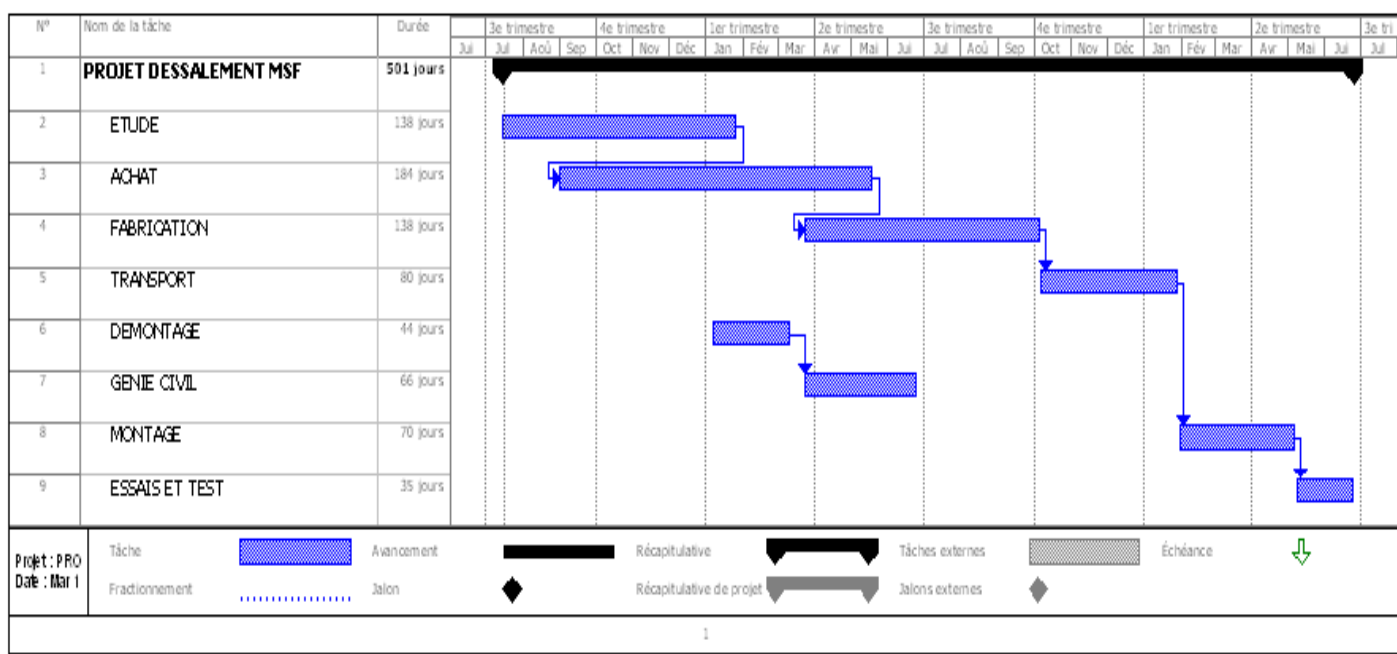 N° Nom de la tâche Durée 3e trimestre 4e trimestre 1er trimestre 2e trimestre 3e trimestre 4e trimestre 1er trimestre 2e trimestre 3e tri
Jui Jul Aoû Sep Oct Nov Déc Jan Fév Mar Avr Mai Jui Jul Aoû Sep Oct Nov Déc Jan Fév Mar Avr Mai Jui Jul
1 PROJET DESSALEMENT MSF 501 jours
2 ETUDE 138 jours
3 ACHAT 184 jours
4 FABRICATION 138 jours
5 TRANSPORT 80 jours
6 DEMONTAGE 44 jours
7 GENIE CIVIL 66 jours
8 MONTAGE 70 jours
9 ESSAIS ET TEST 35 jours
Projet : PRO
Date : Mar 1
Tâche Avancement Récapitulative Tâches externes Échéance
Fractionnement Jalon Récapitulative de projet Jalons externes
1